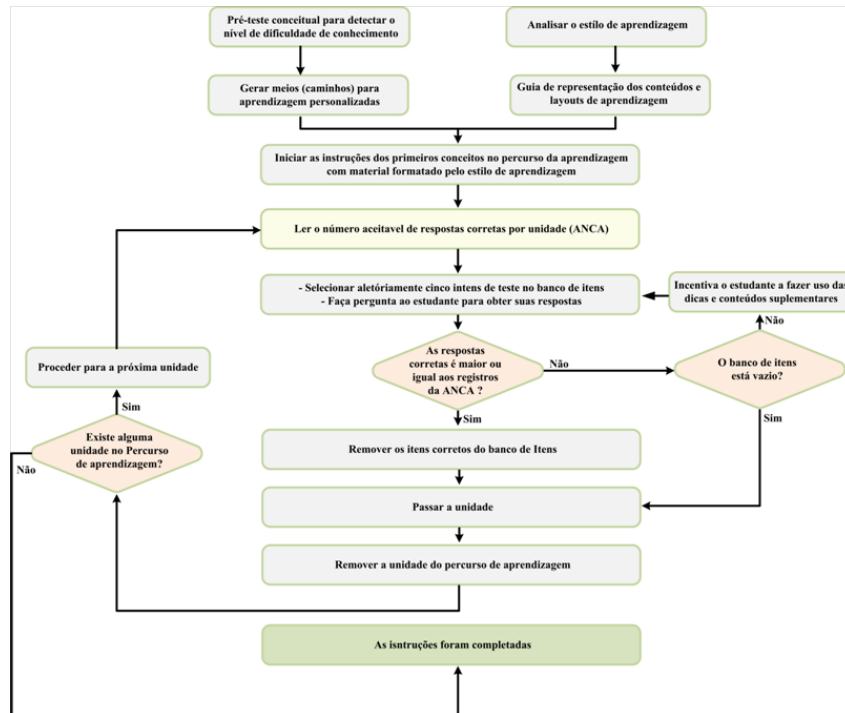 Pré-teste conceitual para detectar o
nível de dificuldade de conhecimento
Analisar o estílo de aprendizagem
Gerar meios (caminhos) para
aprendizagem personalizadas
Guia de representação dos conteúdos e
layouts de aprendizagem
Iniciar as instruções dos primeiros conceitos no percurso da aprendizagem
com material formatado pelo estilo de aprendizagem
Ler o número aceitavel de respostas corretas por unidade (ANCA)
- Selecionar aletóriamente cinco intens de teste no banco de itens
- Faça pergunta ao estudante para obter suas respostas
Incentiva o estudante a fazer uso das
dicas e conteúdos suplementares
Não
As respostas
corretas é maior ou
igual aos registros
da ANCA ?
Não
O banco de itens
está vazio?
Proceder para a próxima unidade
Sim
Sim
Sim
Existe alguma
unidade no Percurso
de aprendizagem?
Não
Remover os itens corretos do banco de Itens
Passar a unidade
Remover a unidade do percurso de aprendizagem
As isntruções foram completadas